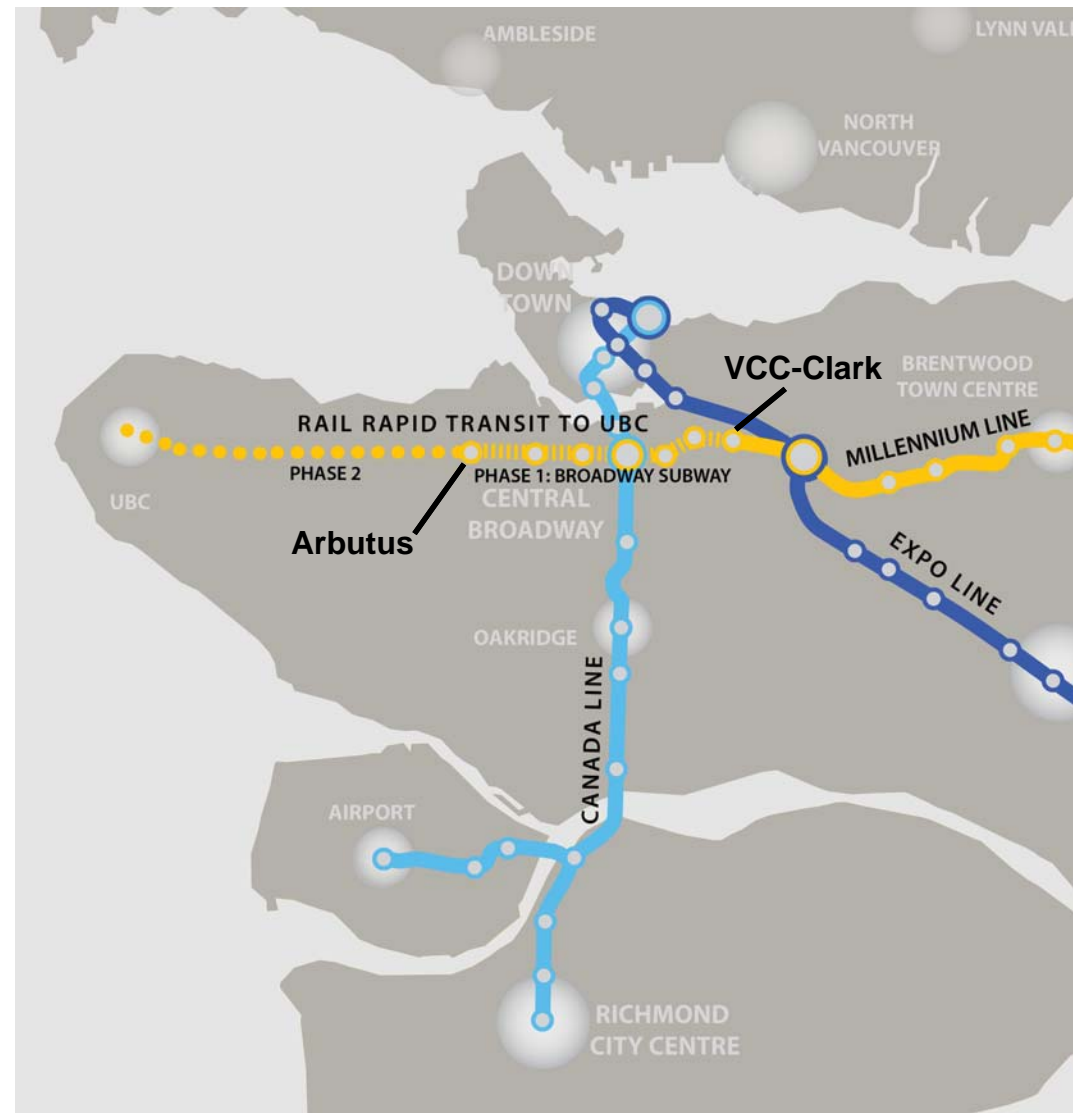 AMBLESIDE
LYNN VALL
NORTH
VANCOUVER
DOWN
TOWN
VCC-Clark
BRENTWOOD
TOWN CENTRE
RAIL RAPID TRANSIT TO UBC
MILLENNIUM LINE
PHASE 2
PHASE 1: BROADWAY SUBWAY
UBC
CENTRAL
BROADWAY
Arbutus
EXPO LINE
OAKRIDGE
CANADA LINE
AIRPORT
RICHMOND
CITY CENTRE